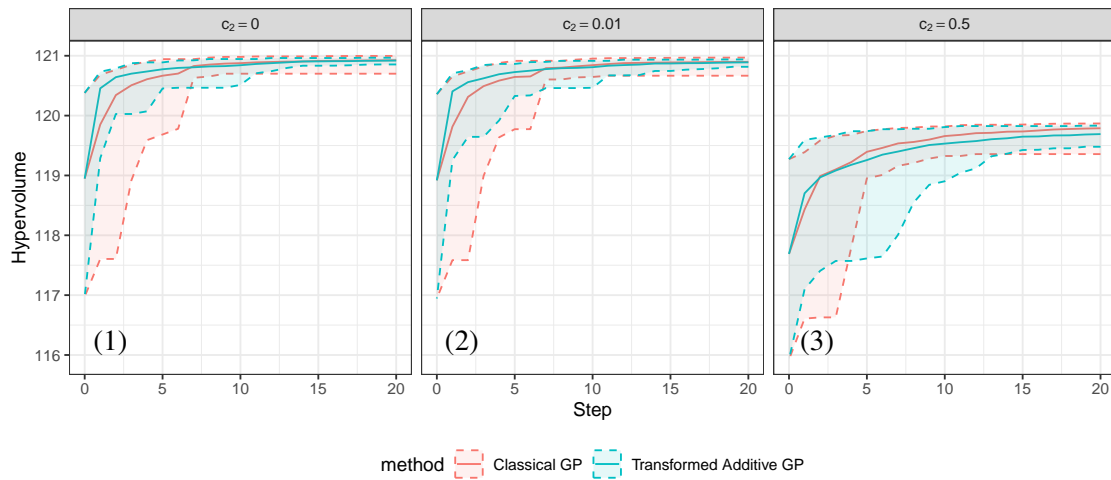 c₂ = 0
c₂ = 0.01
c₂ = 0.5
Hypervolume
121
120
119
118
117
116
(1)
(2)
(3)
0 5 10 15 20
0 5 10 15 20
0 5 10 15 20
Step
method Classical GP Transformed Additive GP